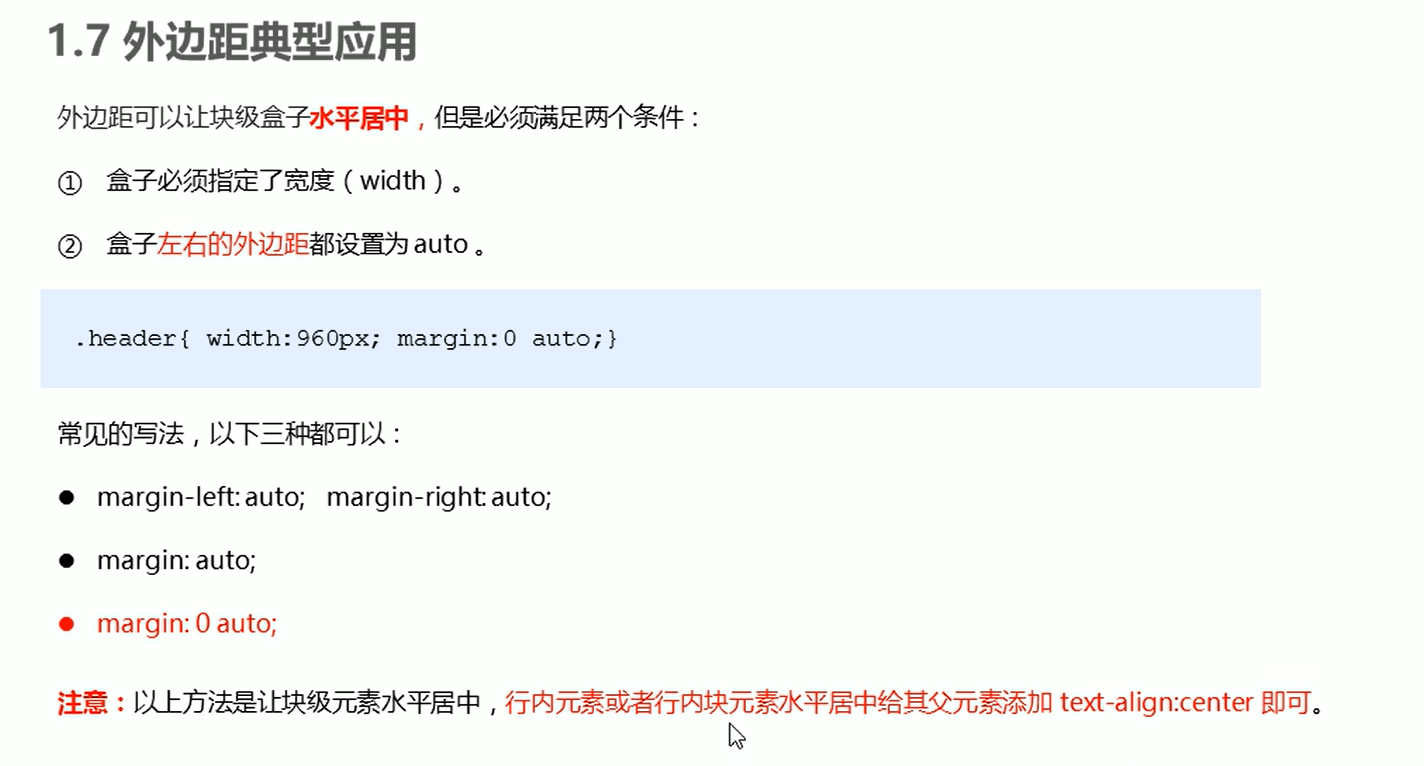 1.7 外边距典型应用
外边距可以让块级盒子水平居中，但是必须满足两个条件：
① 盒子必须指定了宽度（width）。
② 盒子左右的外边距都设置为 auto 。
.header{ width:960px; margin:0 auto;}
常见的写法，以下三种都可以：
● margin-left: auto; margin-right: auto;
● margin: auto;
● margin: 0 auto;
注意：以上方法是让块级元素水平居中，行内元素或者行内块元素水平居中给其父元素添加 text-align:center 即可。